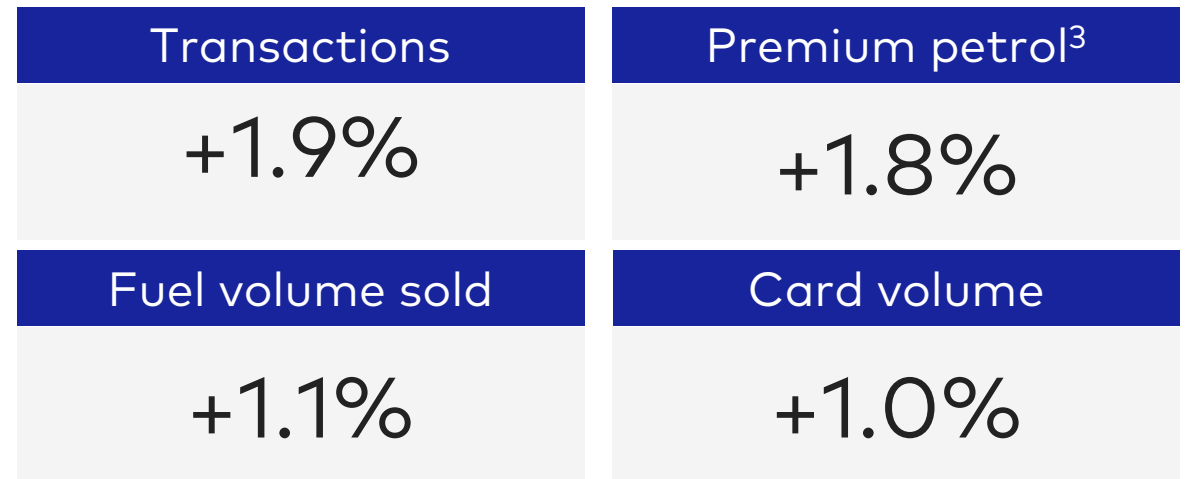 Transactions
+1.9%
Premium petrol³
+1.8%
Fuel volume sold
+1.1%
Card volume
+1.0%